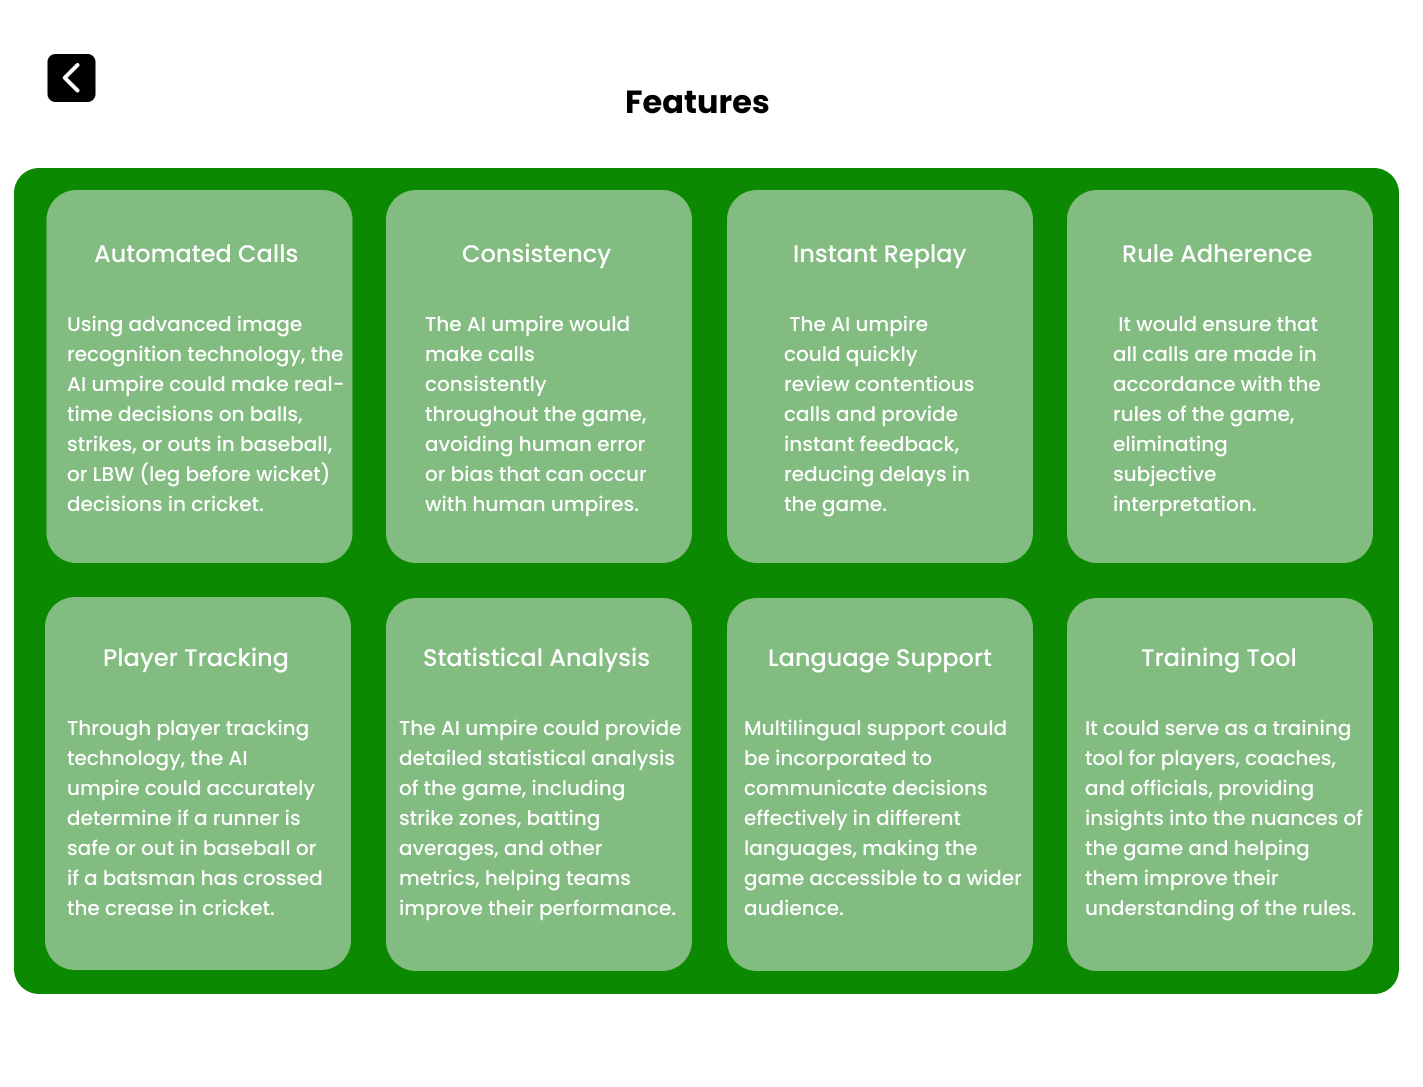 Features
Automated Calls
Using advanced image
recognition technology, the
AI umpire could make real-
time decisions on balls,
strikes, or outs in baseball,
or LBW (leg before wicket)
decisions in cricket.
Consistency
The AI umpire would
make calls
consistently
throughout the game,
avoiding human error
or bias that can occur
with human umpires.
Instant Replay
The AI umpire
could quickly
review contentious
calls and provide
instant feedback,
reducing delays in
the game.
Rule Adherence
It would ensure that
all calls are made in
accordance with the
rules of the game,
eliminating
subjective
interpretation.
Player Tracking
Through player tracking
technology, the AI
umpire could accurately
determine if a runner is
safe or out in baseball or
if a batsman has crossed
the crease in cricket.
Statistical Analysis
The AI umpire could provide
detailed statistical analysis
of the game, including
strike zones, batting
averages, and other
metrics, helping teams
improve their performance.
Language Support
Multilingual support could
be incorporated to
communicate decisions
effectively in different
languages, making the
game accessible to a wider
audience.
Training Tool
It could serve as a training
tool for players, coaches,
and officials, providing
insights into the nuances of
the game and helping
them improve their
understanding of the rules.